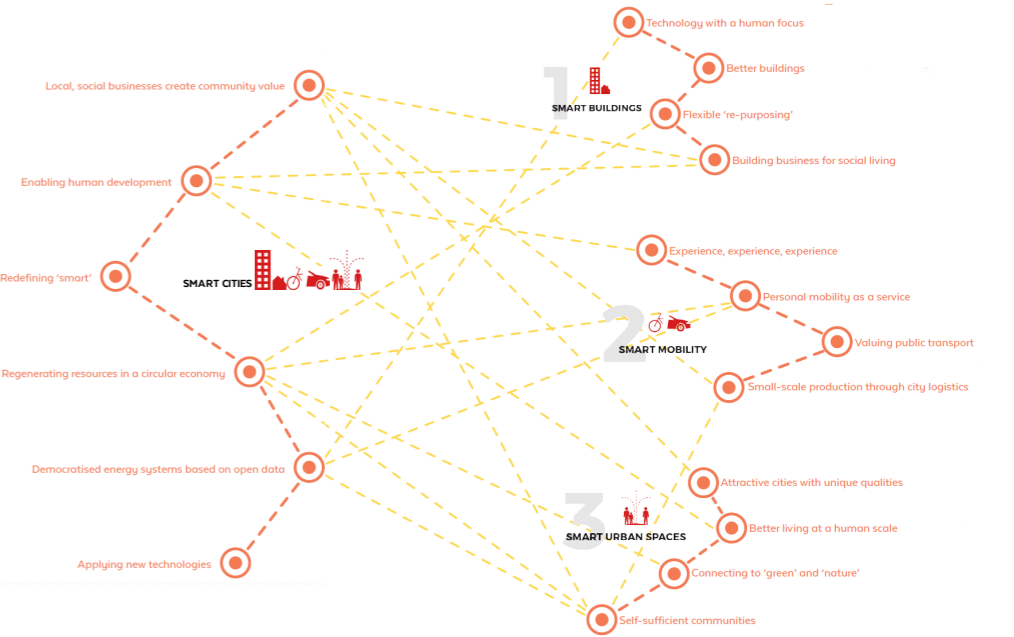 Local, social businesses create community value
Enabling human development
SMART CITIES
Redefining ‘smart’
Regenerating resources in a circular economy
Democratised energy systems based on open data
Applying new technologies
1
SMART BUILDINGS
Technology with a human focus
Better buildings
Flexible ‘re-purposing’
Building business for social living
2
SMART MOBILITY
Experience, experience, experience
Personal mobility as a service
Valuing public transport
Small-scale production through city logistics
3
SMART URBAN SPACES
Attractive cities with unique qualities
Better living at a human scale
Connecting to ‘green’ and ‘nature’
Self-sufficient communities